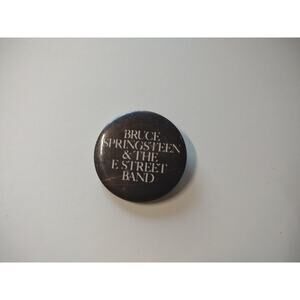 BRUCE
SPRINGSTEEN
& THE
E STREET
BAND